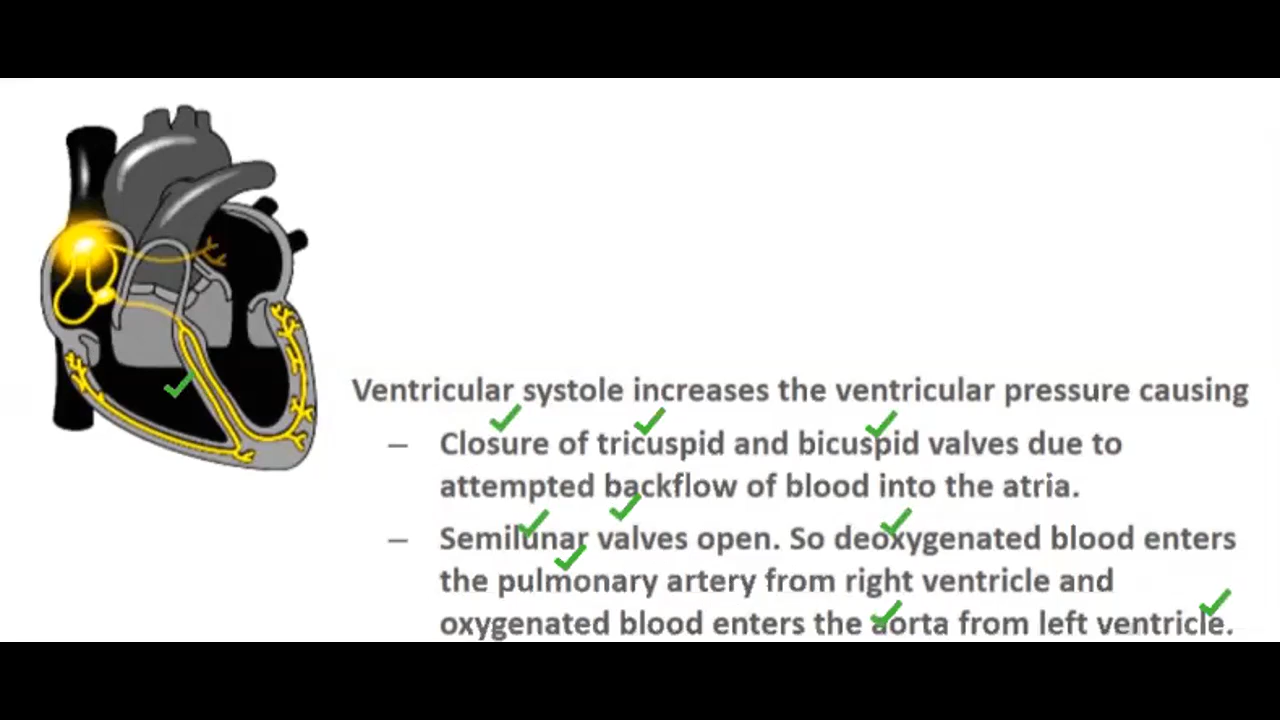 Ventricular systole increases the ventricular pressure causing
– Closure of tricuspid and bicuspid valves due to
attempted backflow of blood into the atria.
– Semilunar valves open. So deoxygenated blood enters
the pulmonary artery from right ventricle and
oxygenated blood enters the aorta from left ventricle.